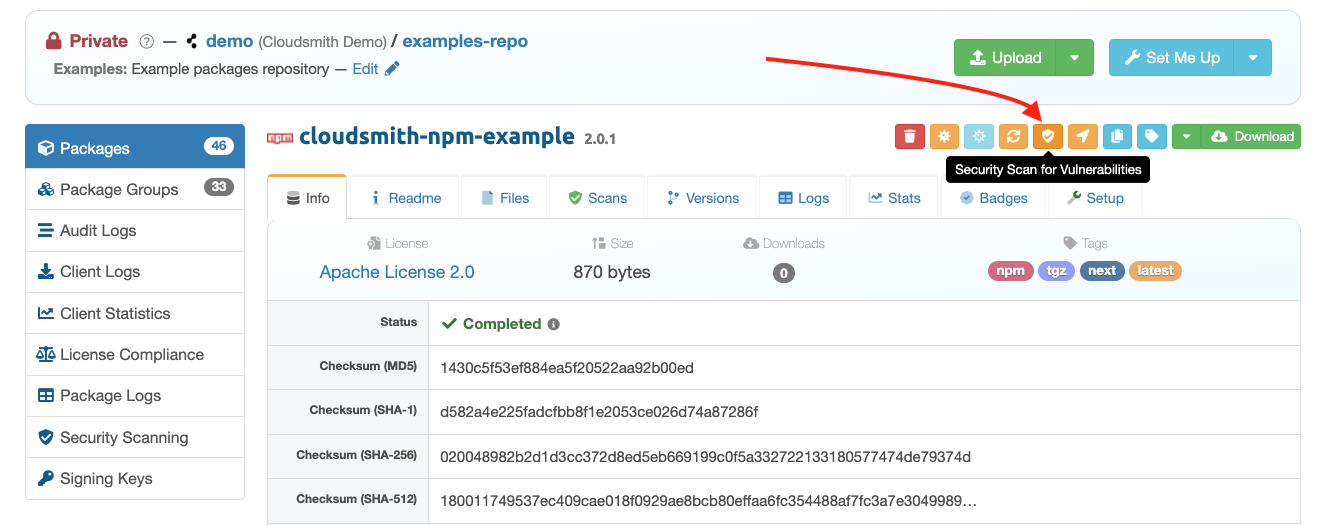 Private — demo (Cloudsmith Demo) / examples-repo
Examples: Example packages repository — Edit
Upload
Set Me Up
Packages 46
Package Groups 33
Audit Logs
Client Logs
Client Statistics
License Compliance
Package Logs
Security Scanning
Signing Keys
npm cloudsmith-npm-example 2.0.1
Download
Security Scan for Vulnerabilities
Info Readme Files Scans Versions Logs Stats Badges Setup
License Size Downloads Tags
Apache License 2.0 870 bytes 0 npm tgz next latest
Status Completed
Checksum (MD5) 1430c5f53ef884ea5f20522aa92b00ed
Checksum (SHA-1) d582a4e225fadcfbb8f1e2053ce026d74a87286f
Checksum (SHA-256) 020048982b2d1d3cc372d8ed5eb669199c0f5a332722133180577474de79374d
Checksum (SHA-512) 180011749537ec409cae018f0929ae8bcb80effaa6fc354488af7fc3a7e3049989…